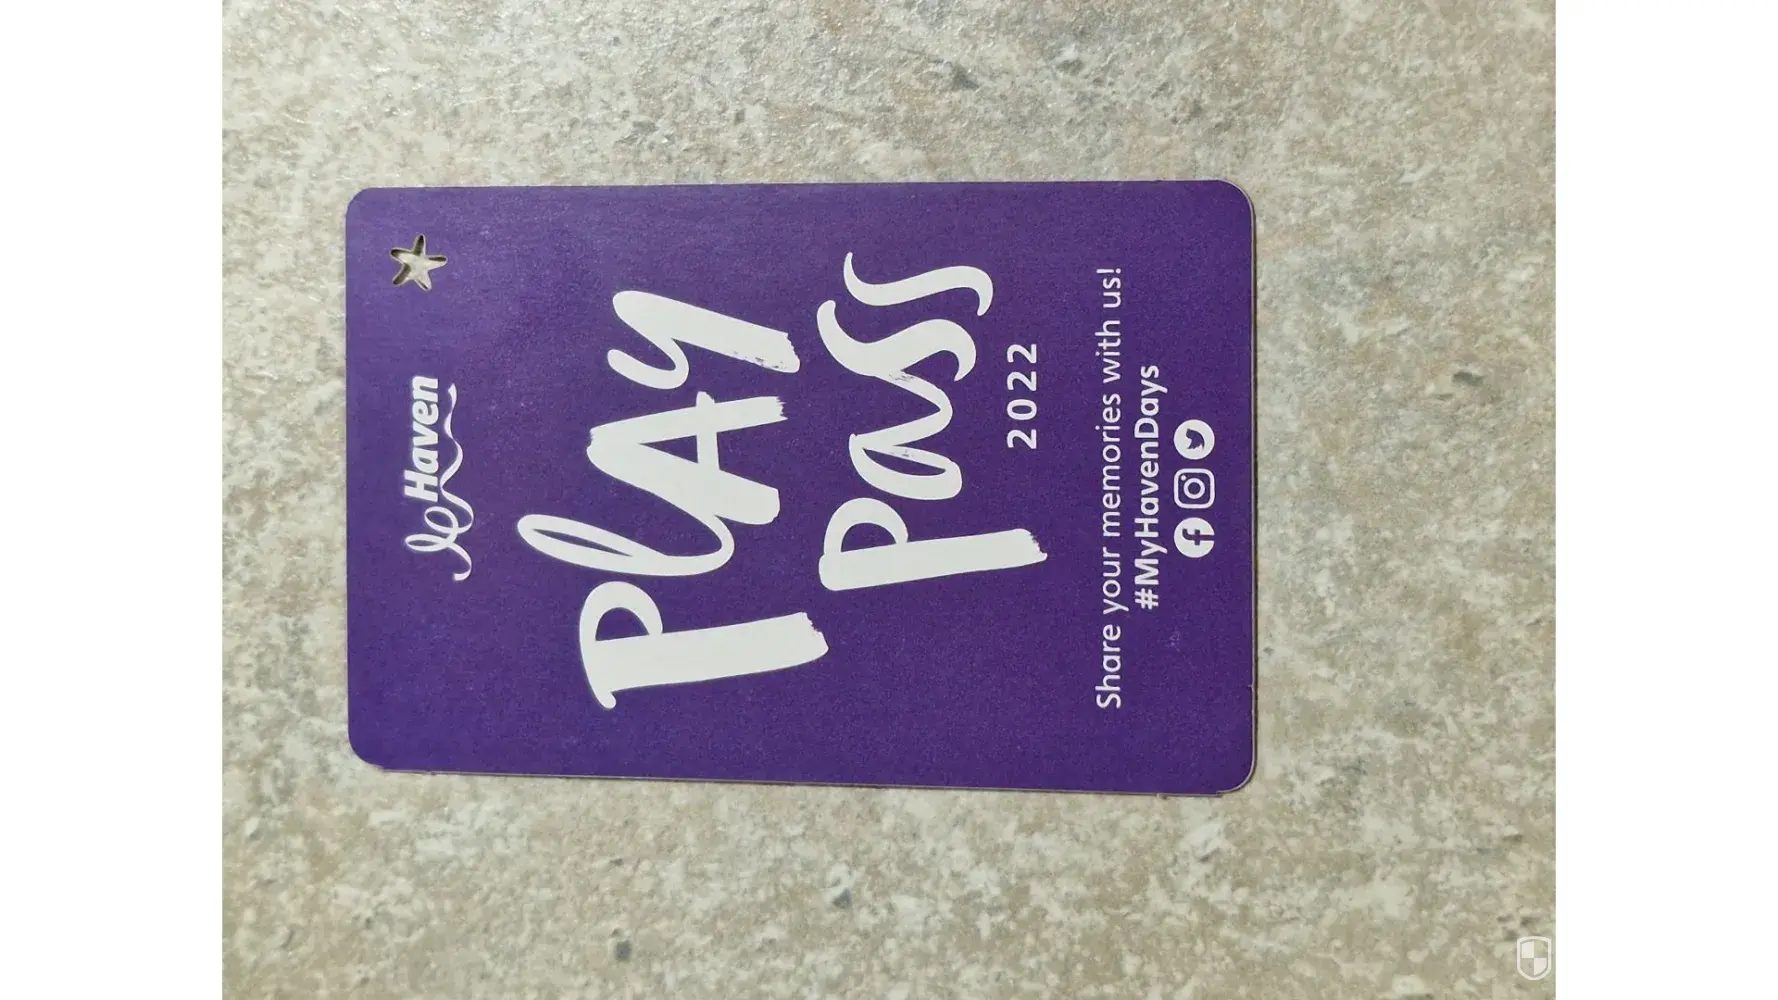 Haven
PlAy
Pass
2022
Share your memories with us!
#MyHavenDays